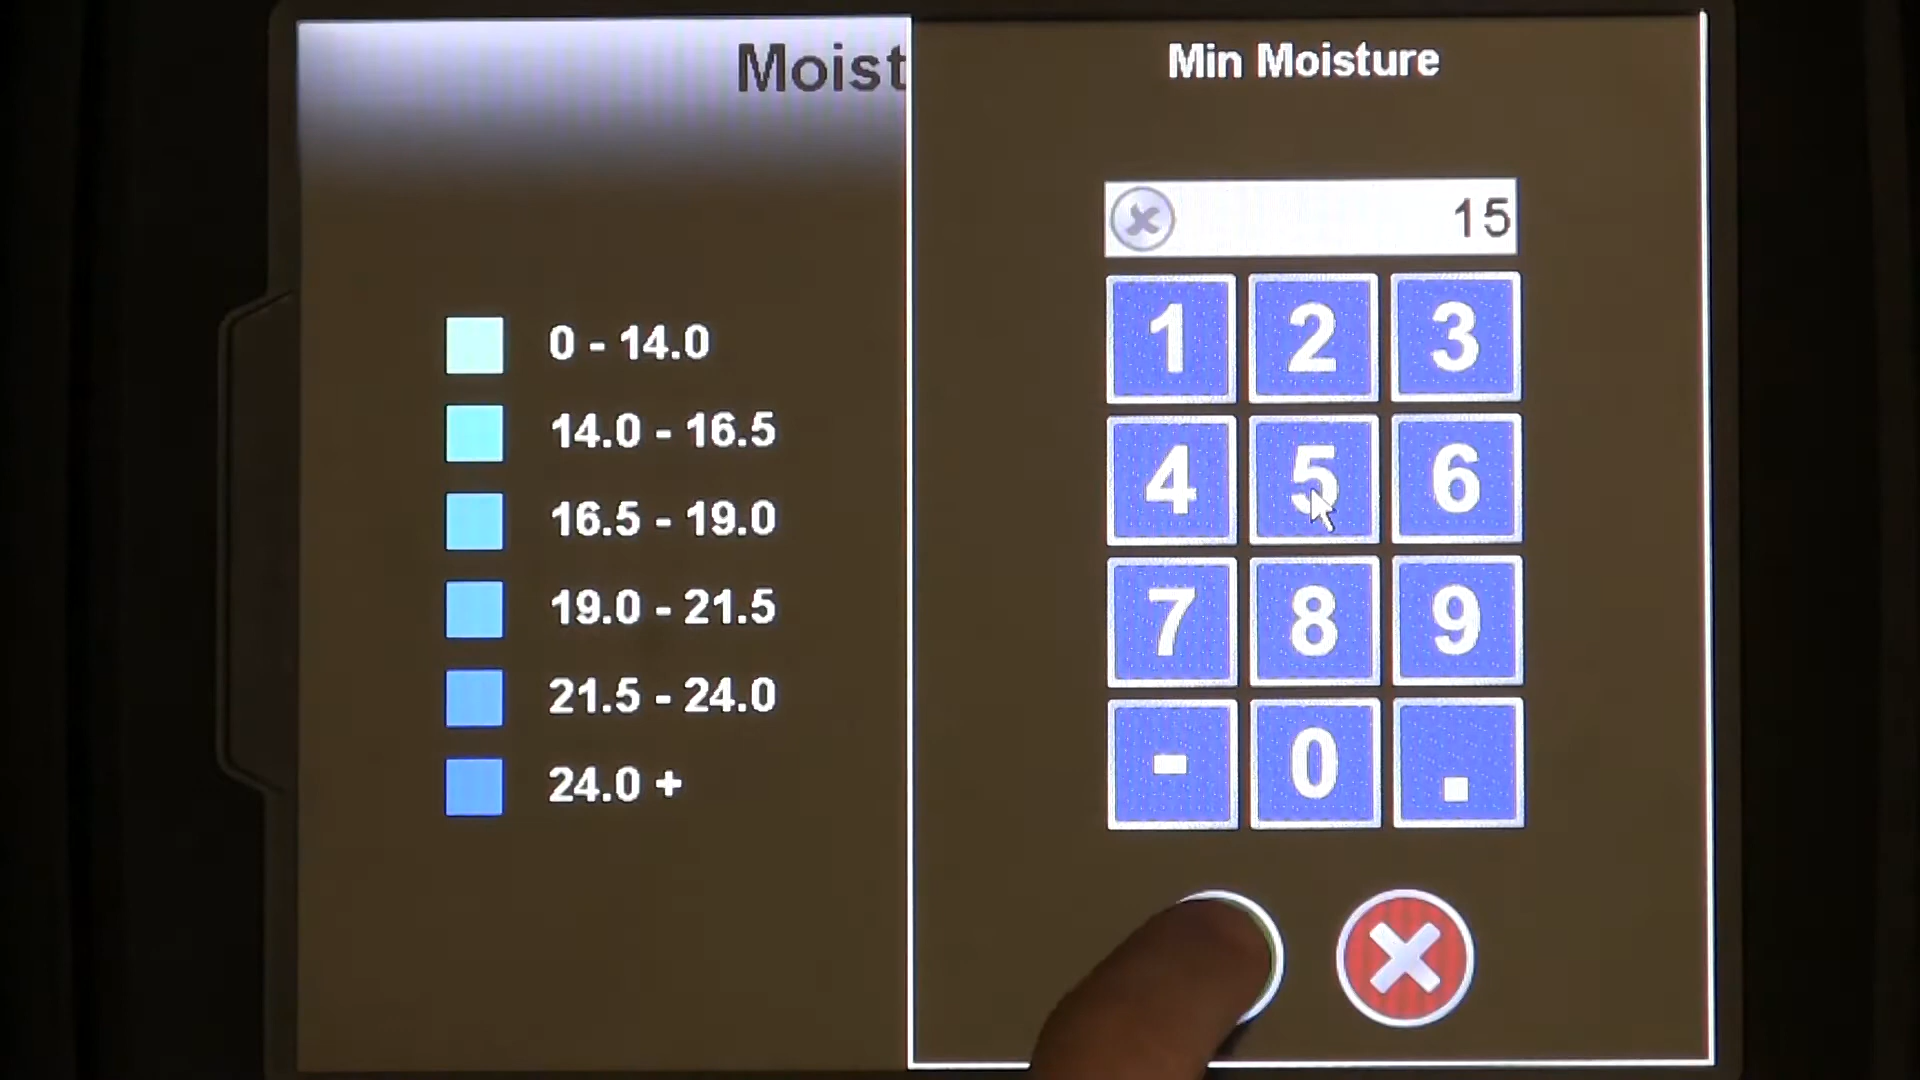 Moist
0 - 14.0
14.0 - 16.5
16.5 - 19.0
19.0 - 21.5
21.5 - 24.0
24.0 +
Min Moisture
15
1 2 3
4 5 6
7 8 9
- 0 .